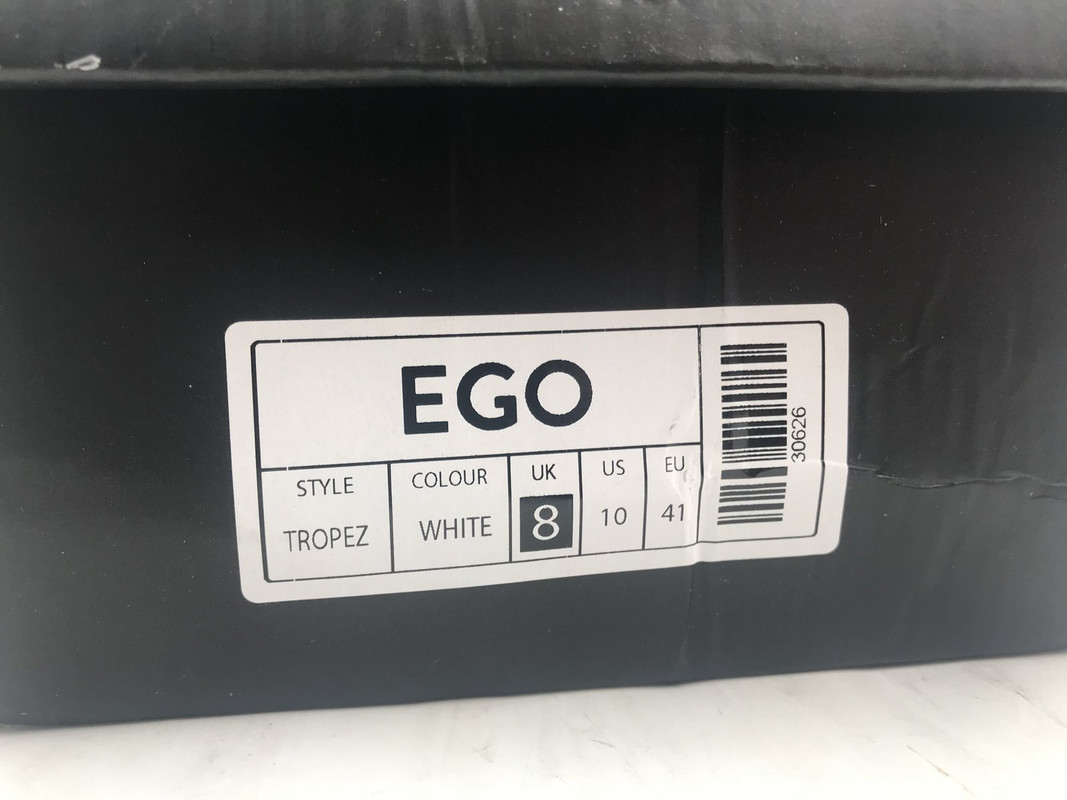 EGO
STYLE COLOUR UK US EU
TROPEZ WHITE 8 10 41
30626